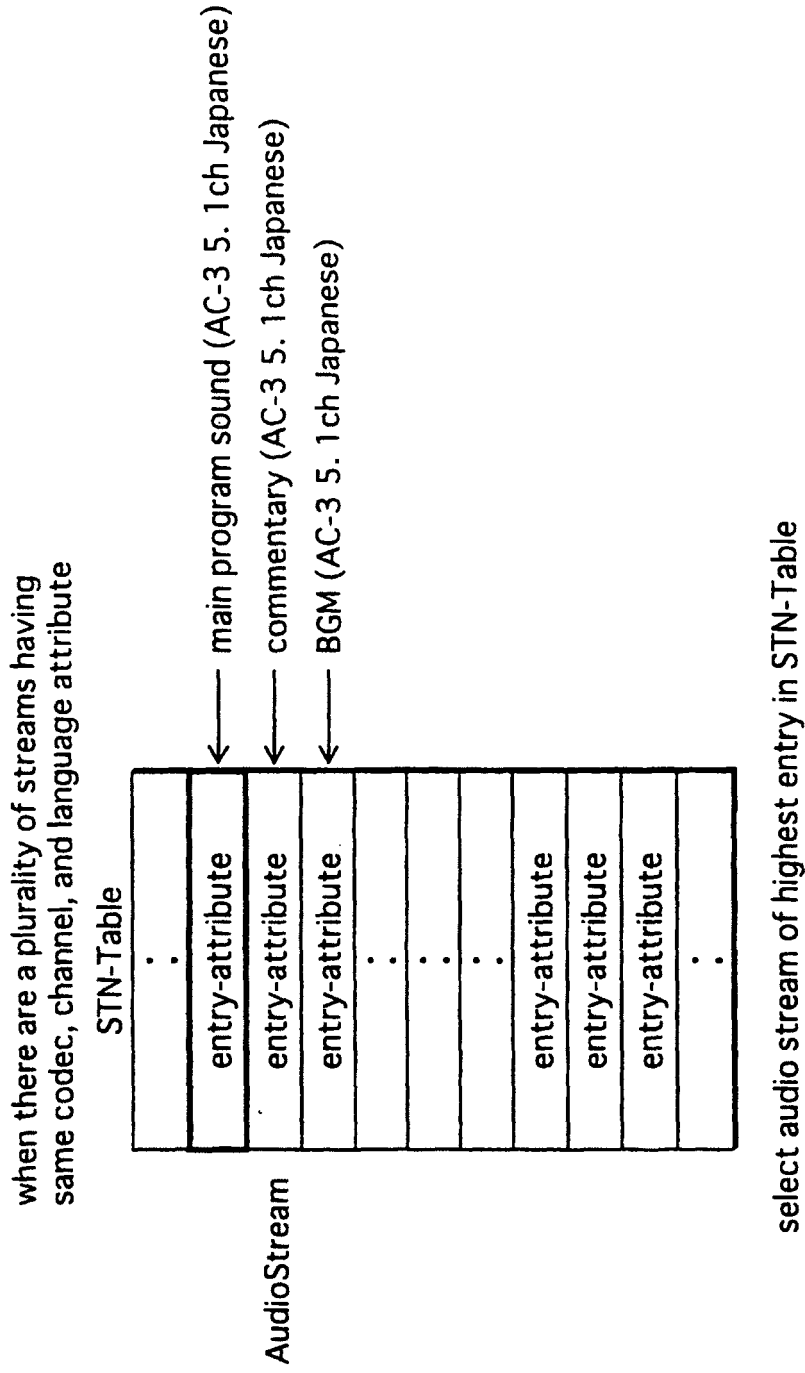 when there are a plurality of streams having
same codec, channel, and language attribute
STN-Table
entry-attribute
main program sound (AC-3 5. 1ch Japanese)
AudioStream
entry-attribute
commentary (AC-3 5. 1ch Japanese)
entry-attribute
BGM (AC-3 5. 1ch Japanese)
entry-attribute
entry-attribute
entry-attribute
select audio stream of highest entry in STN-Table